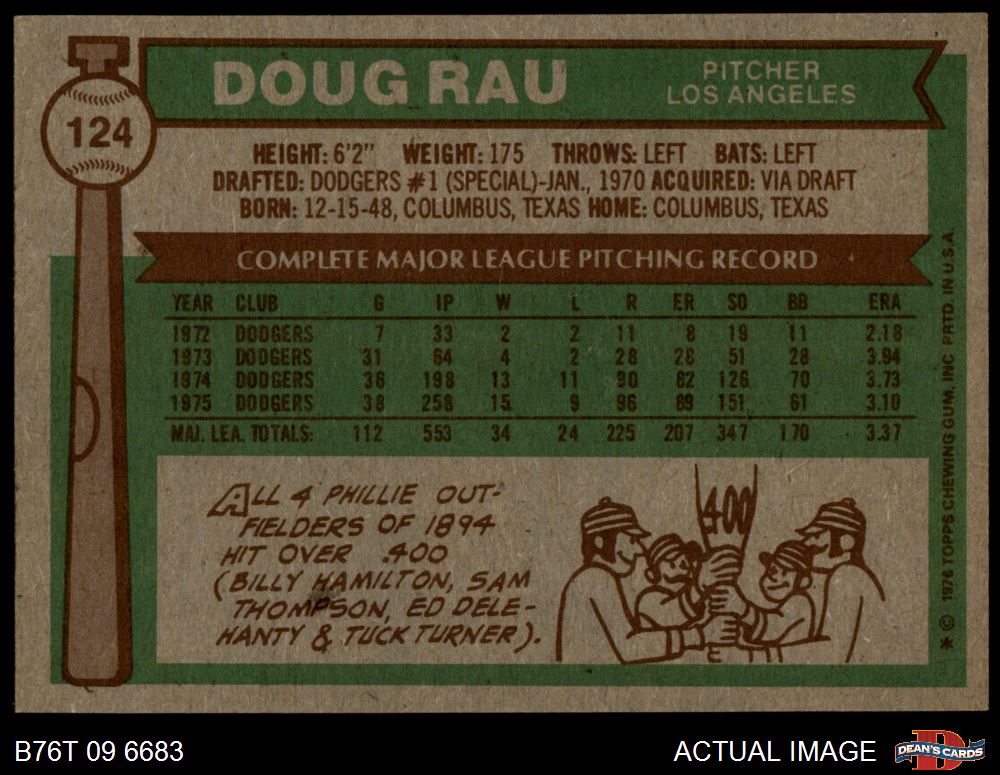 DOUG RAU
PITCHER
LOS ANGELES
124
HEIGHT: 6'2" WEIGHT: 175 THROWS: LEFT BATS: LEFT
DRAFTED: DODGERS #1 (SPECIAL)-JAN., 1970 ACQUIRED: VIA DRAFT
BORN: 12-15-48, COLUMBUS, TEXAS HOME: COLUMBUS, TEXAS
COMPLETE MAJOR LEAGUE PITCHING RECORD
YEAR CLUB G IP W L R ER SO BB ERA
1972 DODGERS 7 33 2 2 11 8 19 11 2.18
1973 DODGERS 31 64 4 2 28 28 51 28 3.94
1974 DODGERS 36 198 13 11 90 82 126 70 3.73
1975 DODGERS 38 258 15 9 96 89 151 61 3.10
MAJ. LEA. TOTALS: 112 553 34 24 225 207 347 170 3.37
ALL 4 PHILLIE OUT-
FIELDERS OF 1894
HIT OVER .400
(BILLY HAMILTON, SAM
THOMPSON, ED DELE-
HANTY & TUCK TURNER).
.400
* © 1976 TOPPS CHEWING GUM, INC PRTD. IN U.S.A.
B76T 09 6683
ACTUAL IMAGE
D
DEAN'S CARDS